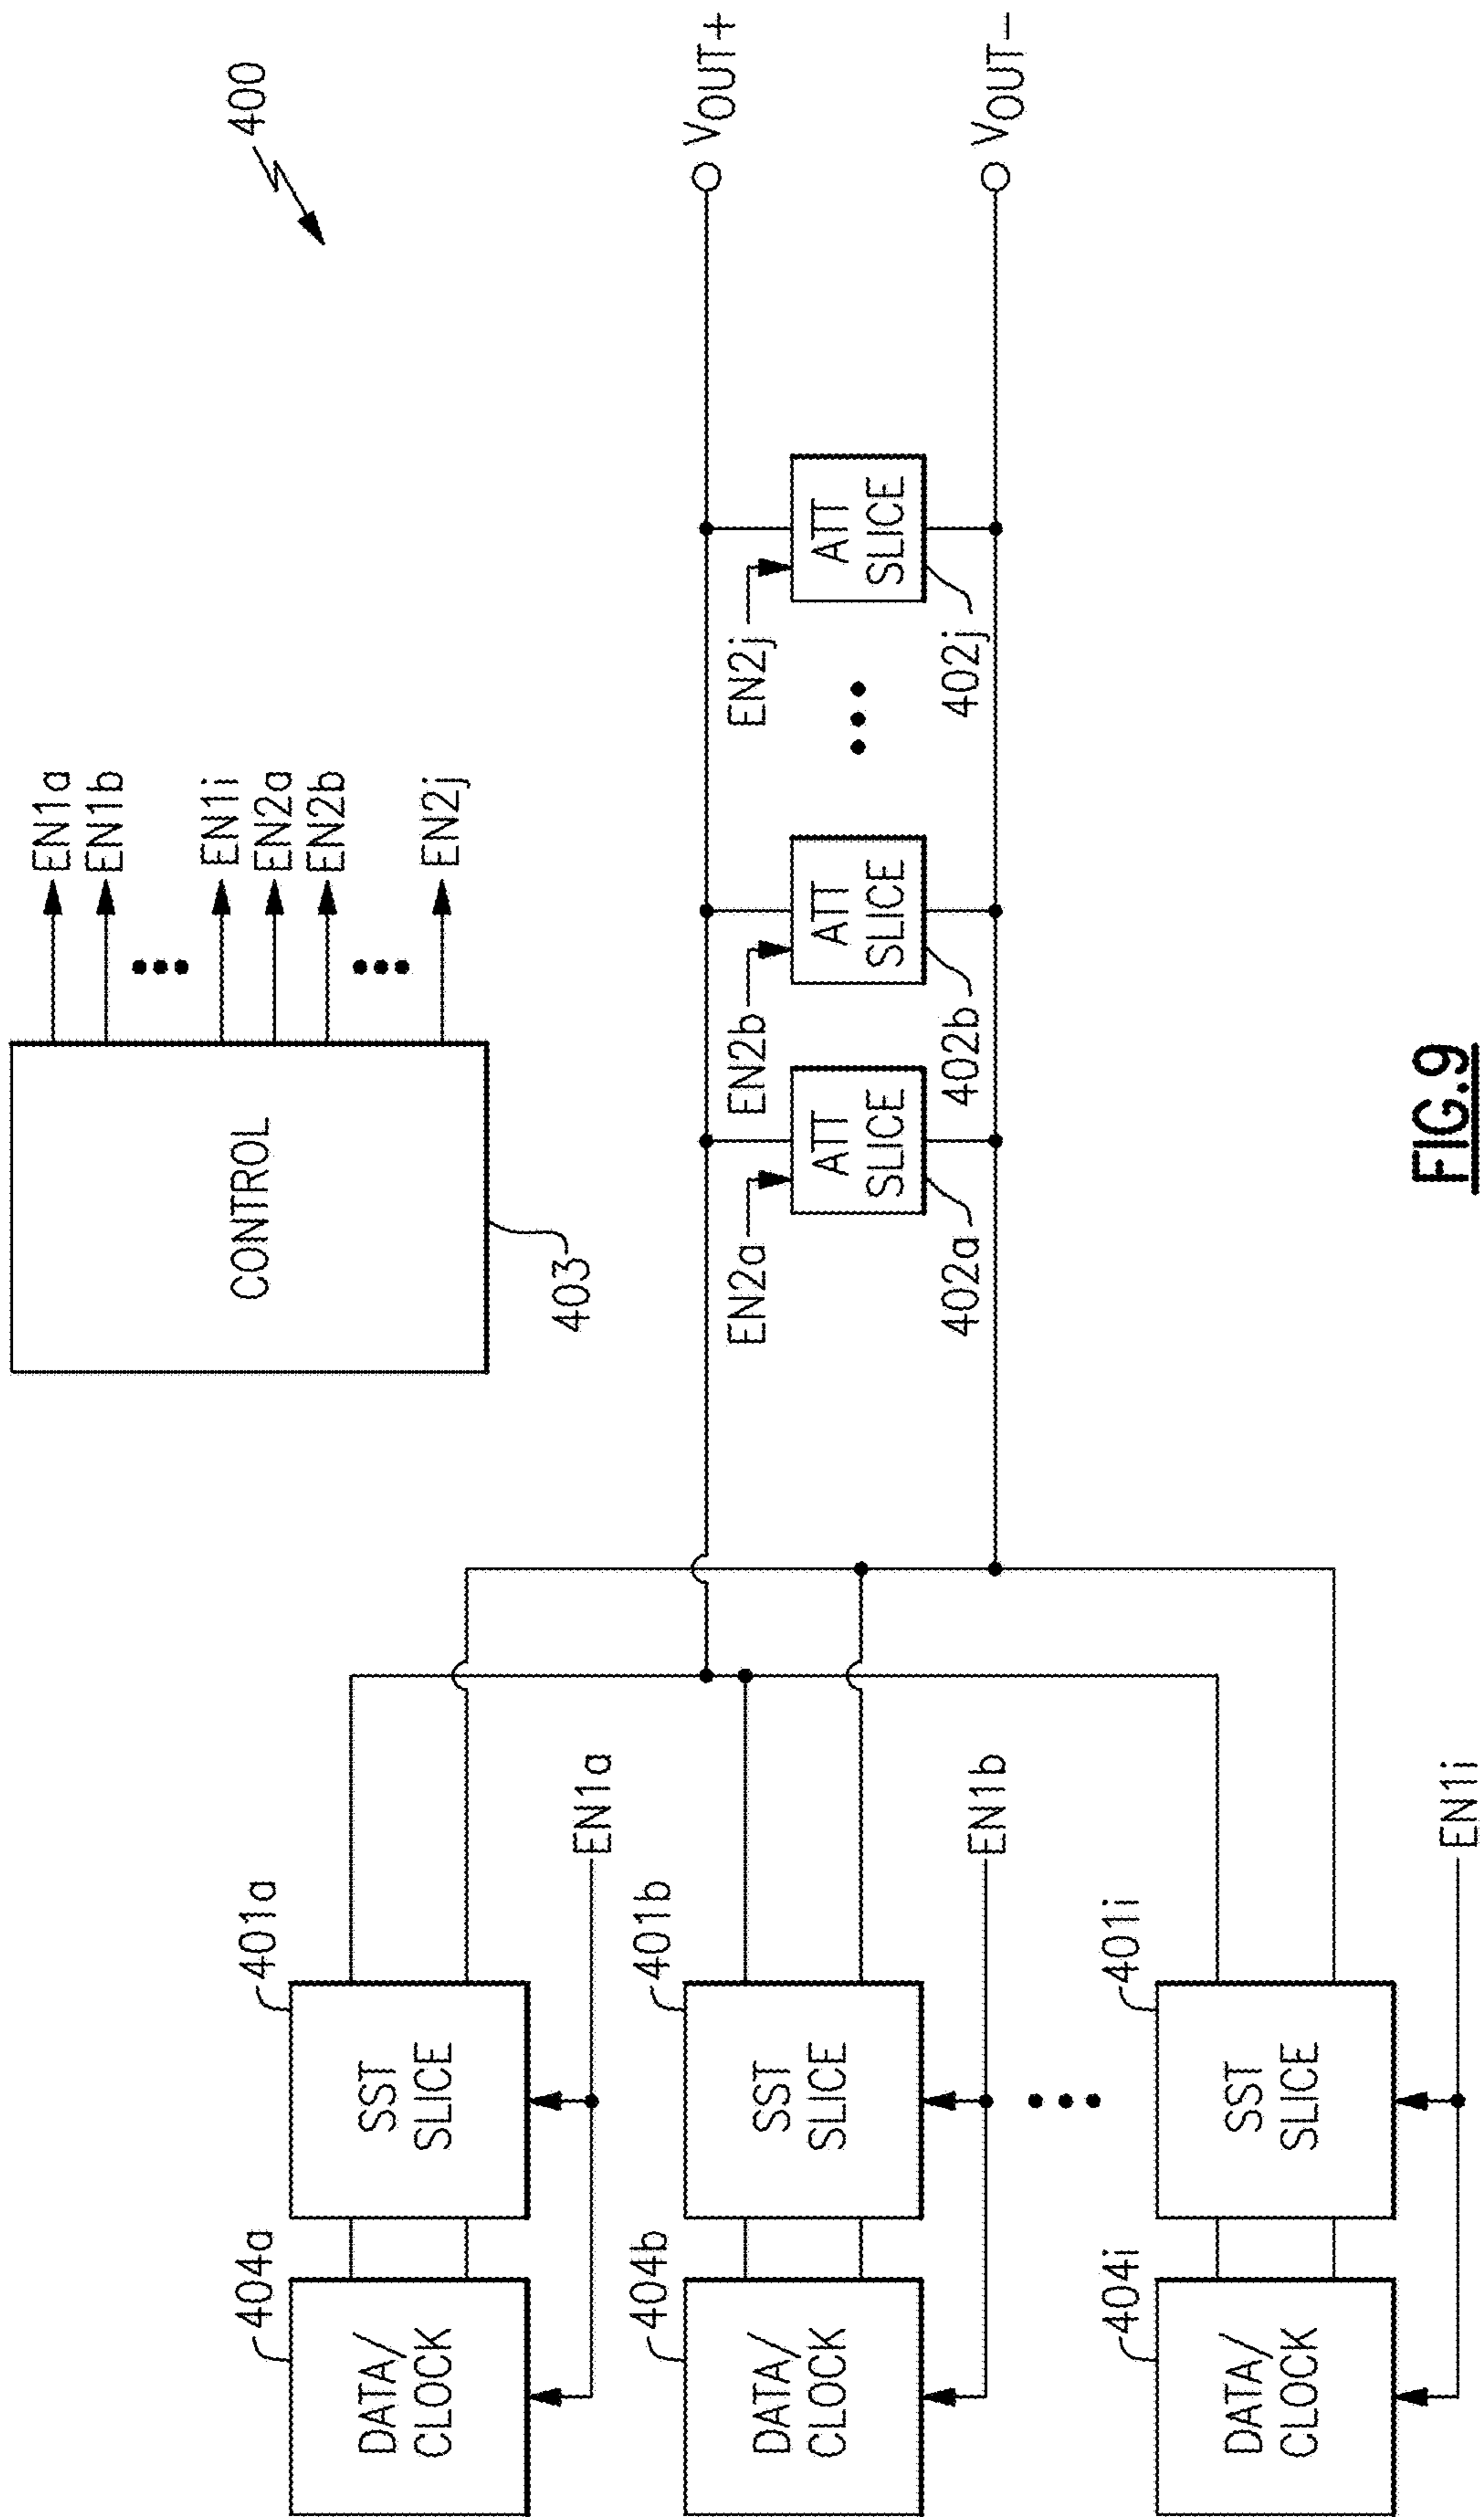 400
CONTROL
403
EN1a
EN1b
EN1i
EN2a
EN2b
EN2j
404a
DATA/
CLOCK
401a
SST
SLICE
EN1a
404b
DATA/
CLOCK
401b
SST
SLICE
EN1b
404i
DATA/
CLOCK
401i
SST
SLICE
EN1i
EN2a
ATT
SLICE
402a
EN2b
ATT
SLICE
402b
EN2j
ATT
SLICE
402j
VOUT+
VOUT−
FIG.9